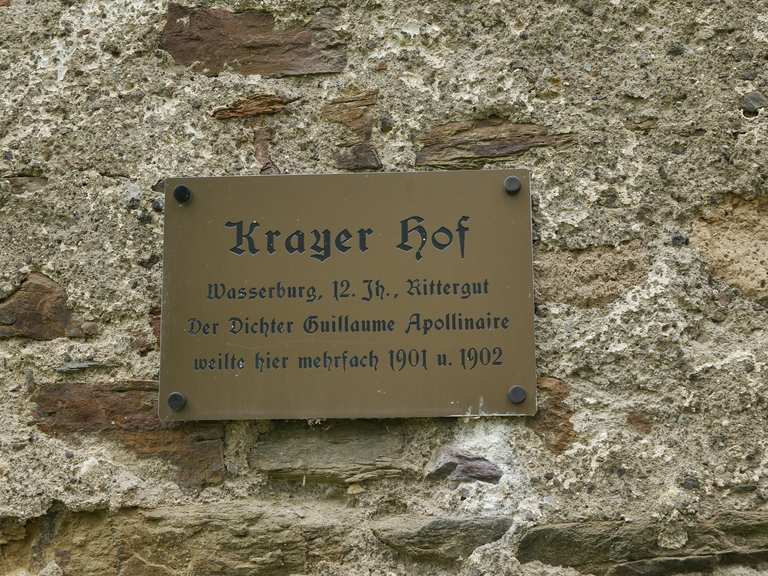 Krayer Hof
Wasserburg, 12. Jh., Rittergut
Der Dichter Guillaume Apollinaire
weilte hier mehrfach 1901 u. 1902